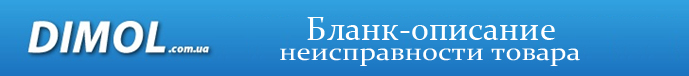 DIMOL.com.ua
Бланк-описание
неисправности товара